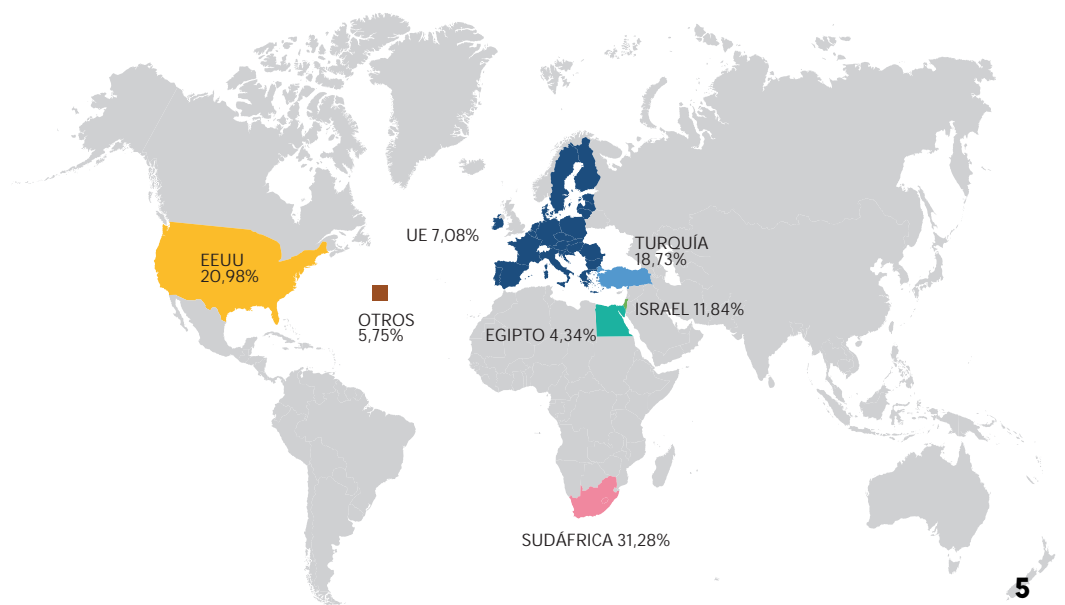 UE 7,08%
TURQUÍA
18,73%
EEUU
20,98%
ISRAEL 11,84%
OTROS
5,75%
EGIPTO 4,34%
SUDÁFRICA 31,28%
5